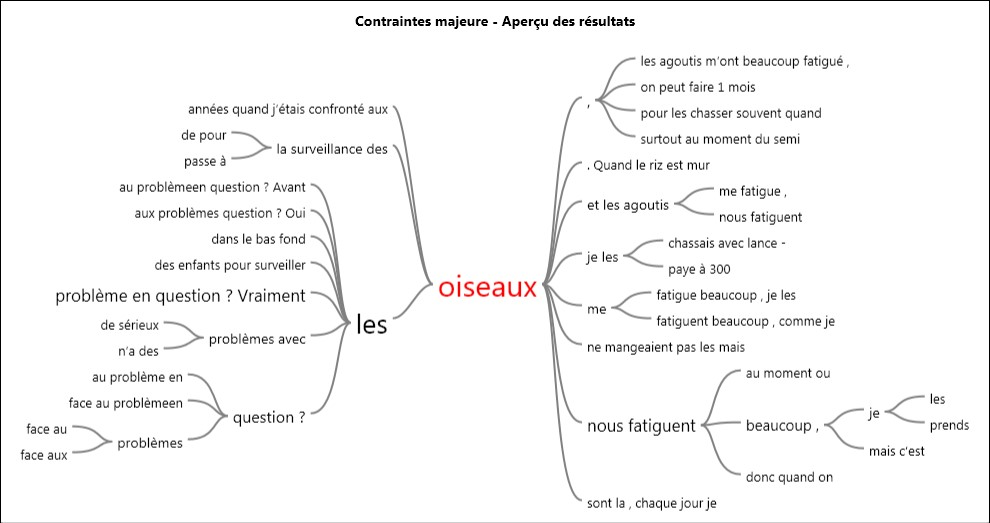 Contraintes majeure - Aperçu des résultats
années quand j'étais confronté aux
de pour
passe à
la surveillance des
au problèmeen question ? Avant
aux problèmes question ? Oui
dans le bas fond
des enfants pour surveiller
problème en question ? Vraiment
de sérieux
n'a des
problèmes avec
au problème en
face au problèmeen
face au
face aux
problèmes
question ?
les
oiseaux
,
les agoutis m'ont beaucoup fatigué ,
on peut faire 1 mois
pour les chasser souvent quand
surtout au moment du semi
. Quand le riz est mur
et les agoutis
me fatigue ,
nous fatiguent
je les
chassais avec lance -
paye à 300
me
fatigue beaucoup , je les
fatiguent beaucoup , comme je
ne mangeaient pas les mais
nous fatiguent
au moment ou
beaucoup ,
je
les
prends
mais c'est
donc quand on
sont la , chaque jour je